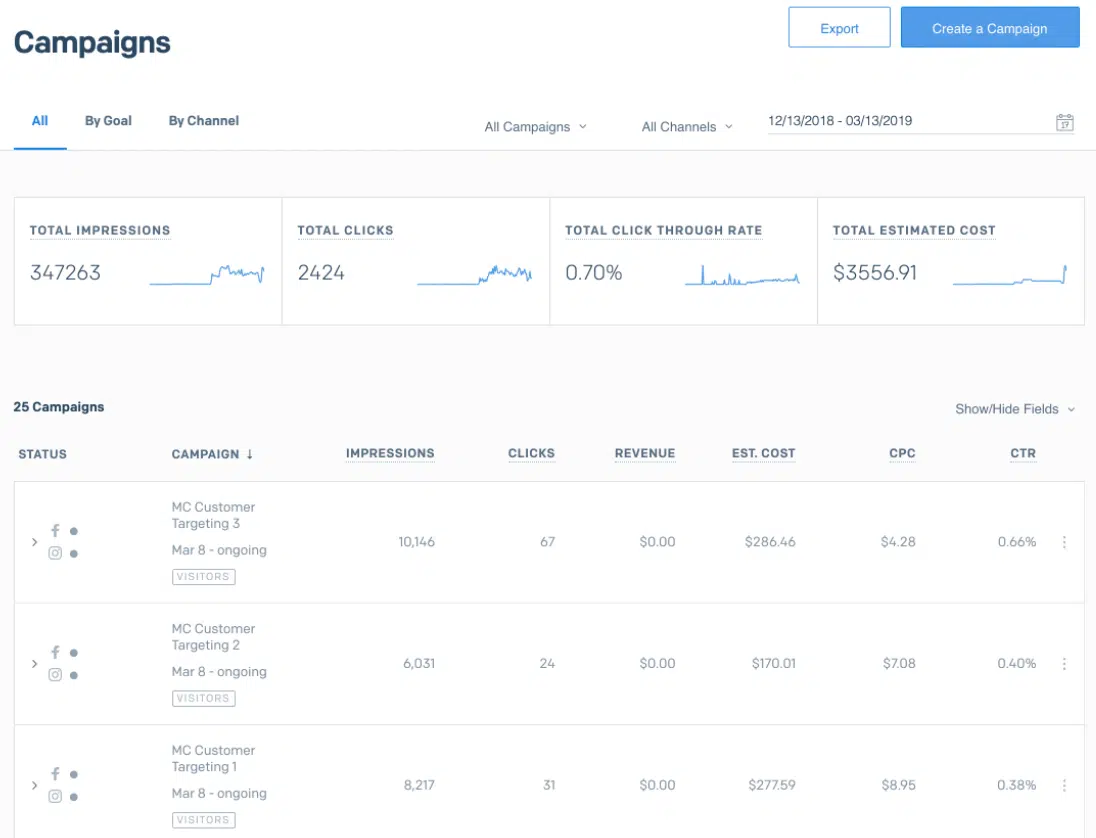 Campaigns
Export
Create a Campaign
All
By Goal
By Channel
All Campaigns
All Channels
12/13/2018 - 03/13/2019
17
TOTAL IMPRESSIONS
TOTAL CLICKS
TOTAL CLICK THROUGH RATE
TOTAL ESTIMATED COST
347263
2424
0.70%
$3556.91
25 Campaigns
Show/Hide Fields
STATUS
CAMPAIGN ↓
IMPRESSIONS
CLICKS
REVENUE
EST. COST
CPC
CTR
MC Customer
Targeting 3
Mar 8 - ongoing
VISITORS
10,146
67
$0.00
$286.46
$4.28
0.66%
MC Customer
Targeting 2
Mar 8 - ongoing
VISITORS
6,031
24
$0.00
$170.01
$7.08
0.40%
MC Customer
Targeting 1
Mar 8 - ongoing
VISITORS
8,217
31
$0.00
$277.59
$8.95
0.38%